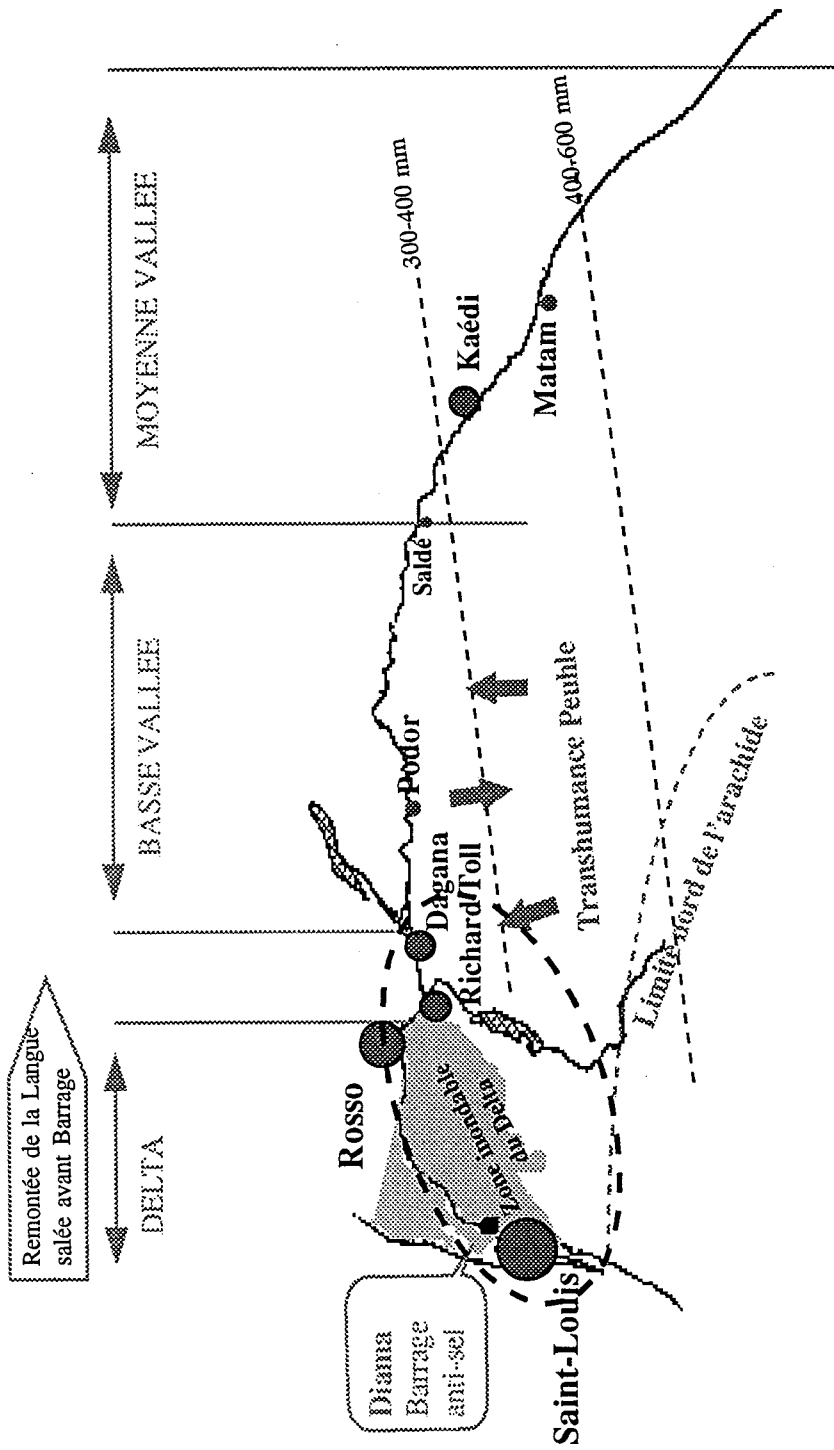 Remontée de la Langue
salée avant Barrage
DELTA
BASSE VALLEE
MOYENNE VALLEE
300-400 mm
400-600 mm
Rosso
Dagana
Richard Toll
Podor
Saldé
Kaédi
Matam
Zone inondable
du Delta
Transhumance Peuhle
Limite nord de l'arachide
Diama
Barrage
anti-sel
Saint-Louis